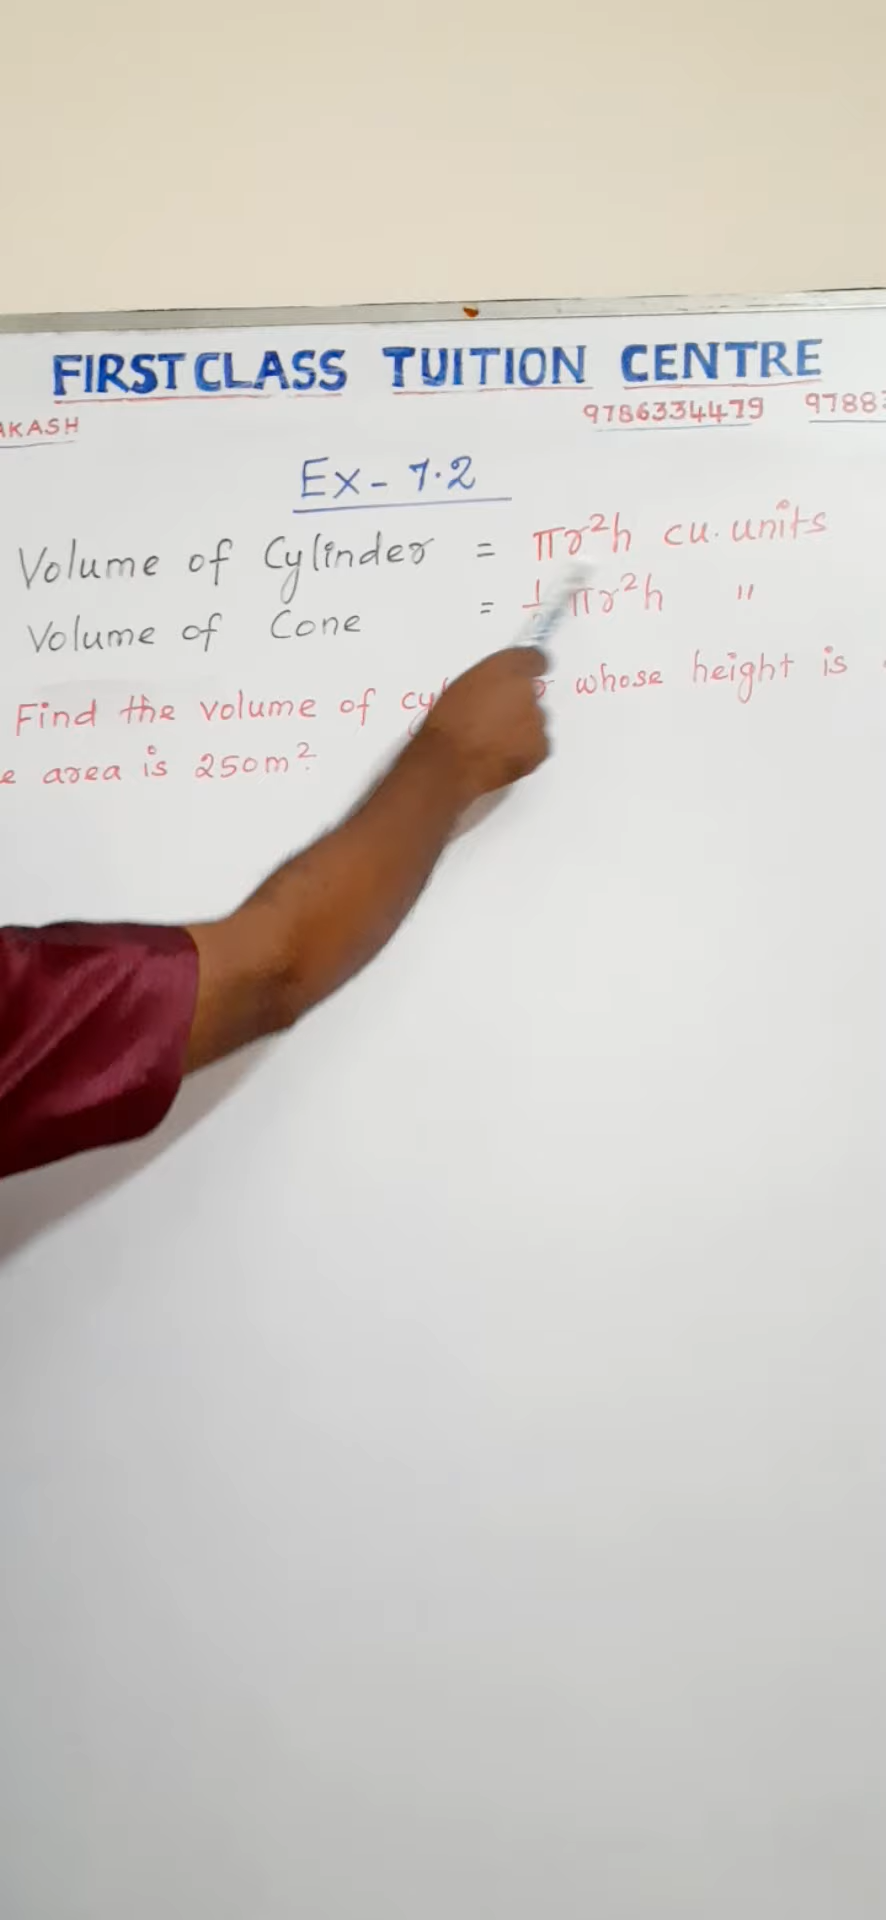 FIRST CLASS TUITION CENTRE
AKASH 9786334479 9788
Ex - 7.2
Volume of Cylinder = πr²h cu. units
Volume of Cone = πr²h "
Find the volume of whose height is
area is 250m²